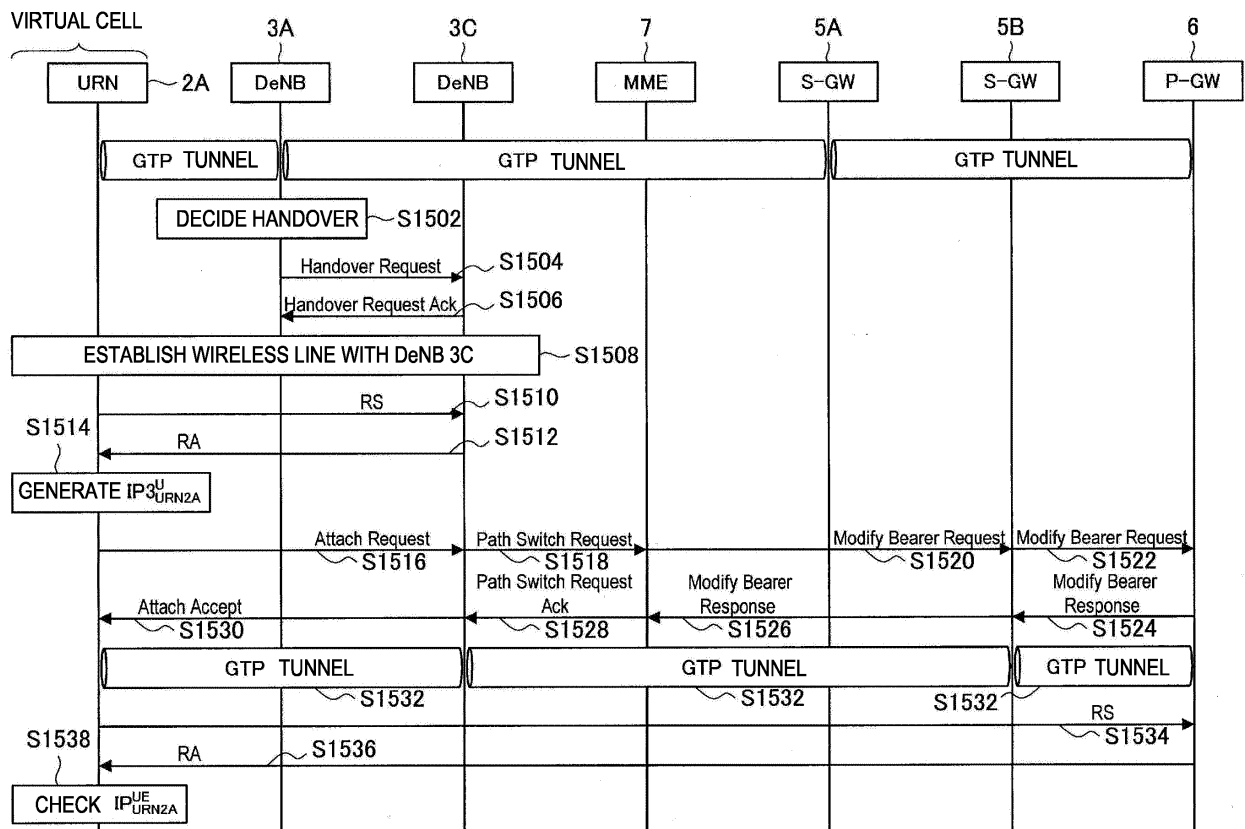 VIRTUAL CELL
3A
3C
7
5A
5B
6
URN
2A
DeNB
DeNB
MME
S-GW
S-GW
P-GW
GTP TUNNEL
GTP TUNNEL
GTP TUNNEL
DECIDE HANDOVER
S1502
Handover Request
S1504
Handover Request Ack
S1506
ESTABLISH WIRELESS LINE WITH DeNB 3C
S1508
RS
S1510
S1514
RA
S1512
GENERATE IP3^U_URN2A
Attach Request
S1516
Path Switch Request
S1518
Modify Bearer Request
S1520
Modify Bearer Request
S1522
Path Switch Request
Ack
S1528
Modify Bearer
Response
S1526
Modify Bearer
Response
S1524
Attach Accept
S1530
GTP TUNNEL
S1532
GTP TUNNEL
S1532
GTP TUNNEL
S1532
RS
S1534
S1538
RA
S1536
CHECK IP^UE_URN2A